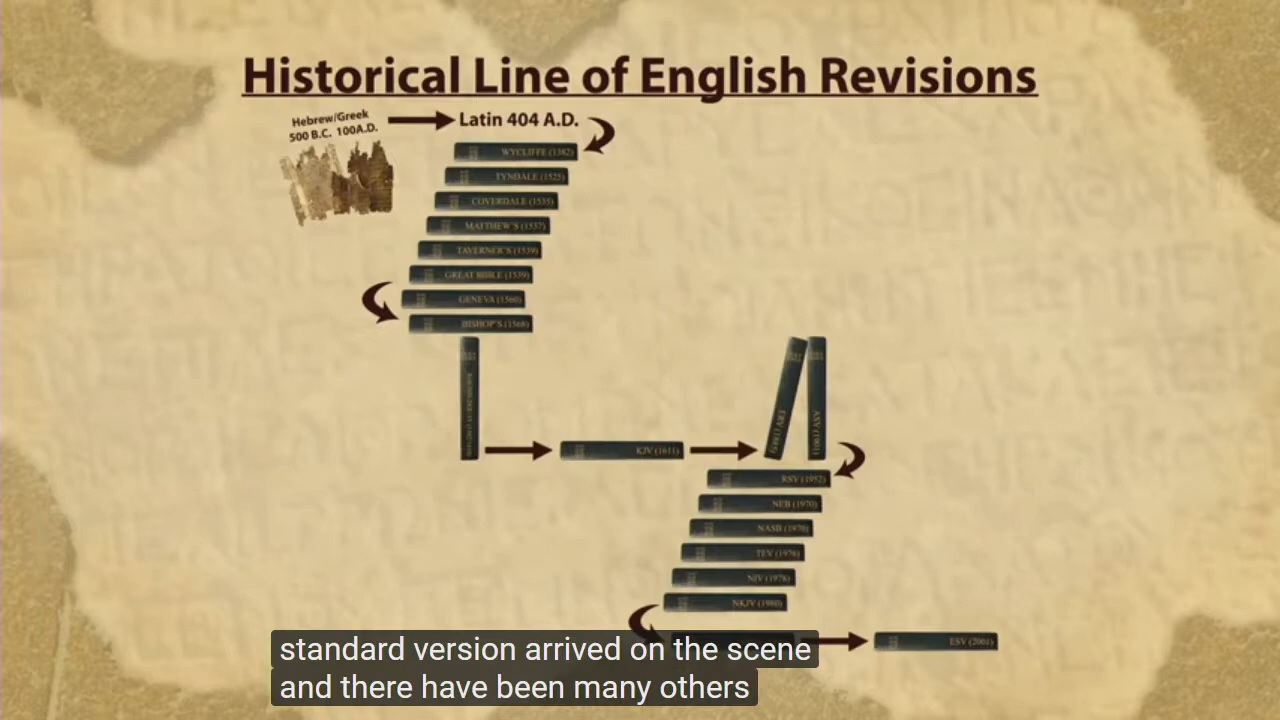 Historical Line of English Revisions
Hebrew/Greek
500 B.C. 100A.D.
Latin 404 A.D.
WYCLIFFE (1382)
TYNDALE (1525)
COVERDALE (1535)
MATTHEW'S (1537)
TAVERNER'S (1539)
GREAT BIBLE (1539)
GENEVA (1560)
BISHOP'S (1568)
KJV (1611)
ASV (1901)
RSV (1952)
NEB (1970)
NASB (1970)
TEV (1976)
NIV (1978)
NKJV (1980)
ESV (2001)
standard version arrived on the scene
and there have been many others